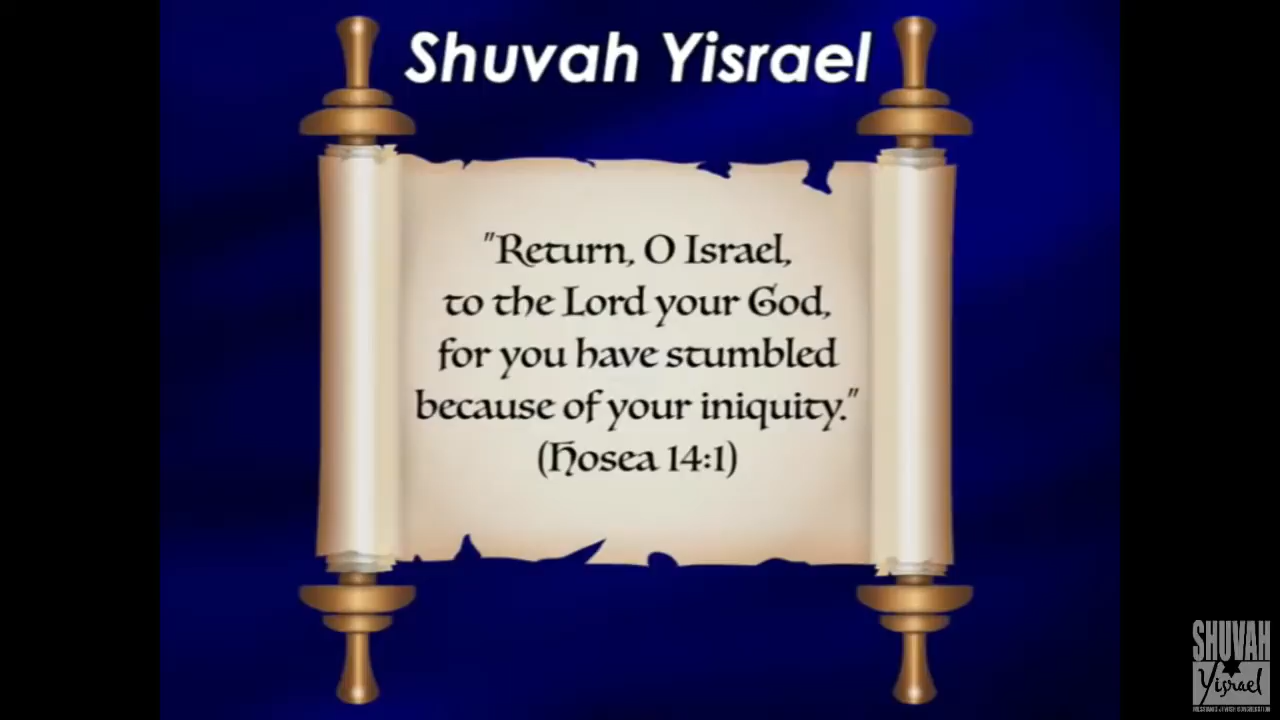 Shuvah Yisrael
"Return, O Israel,
to the Lord your God,
for you have stumbled
because of your iniquity."
(Hosea 14:1)
SHUVAH
Yisrael